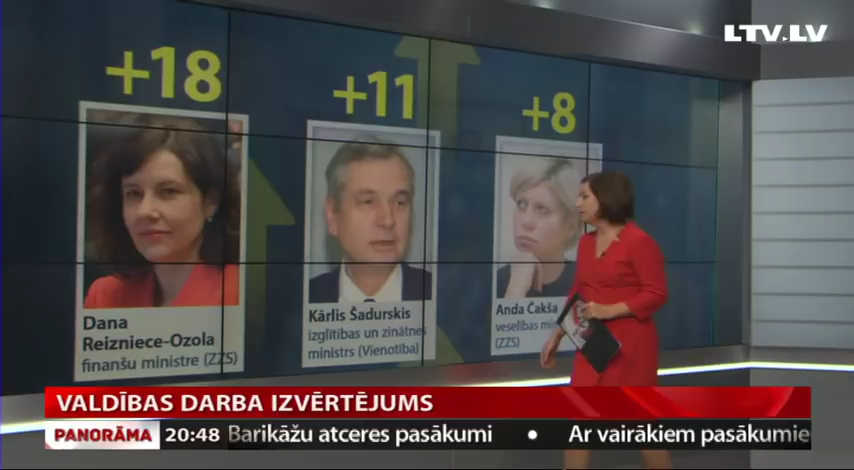 LTV.LV
+18
+11
+8
Dana
Reizniece-Ozola
finanšu ministre (ZZS)
Kārlis Šadurskis
izglītības un zinātnes
ministrs (Vienotība)
Anda Čakša
veselības
(ZZS)
VALDĪBAS DARBA IZVĒRTĒJUMS
PANORĀMA 20:48 Barikāžu atceres pasākumi • Ar vairākiem pasākumie